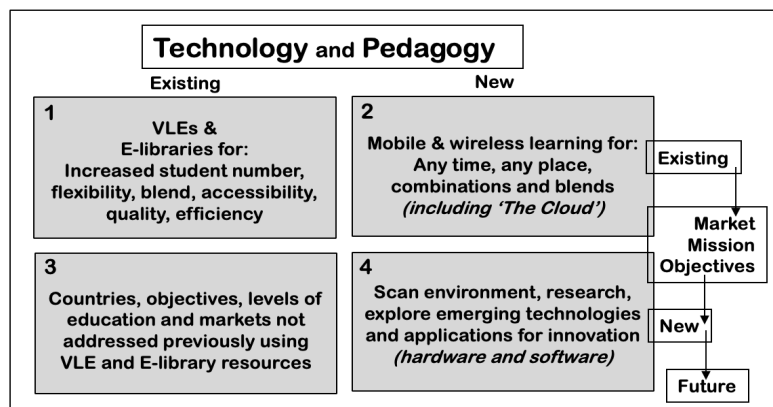 Technology and Pedagogy
Existing
New
1
VLEs &
E-libraries for:
Increased student number,
flexibility, blend, accessibility,
quality, efficiency
2
Mobile & wireless learning for:
Any time, any place,
combinations and blends
(including ‘The Cloud’)
Existing
Market
Mission
Objectives
3
Countries, objectives, levels of
education and markets not
addressed previously using
VLE and E-library resources
4
Scan environment, research,
explore emerging technologies
and applications for innovation
(hardware and software)
New
Future